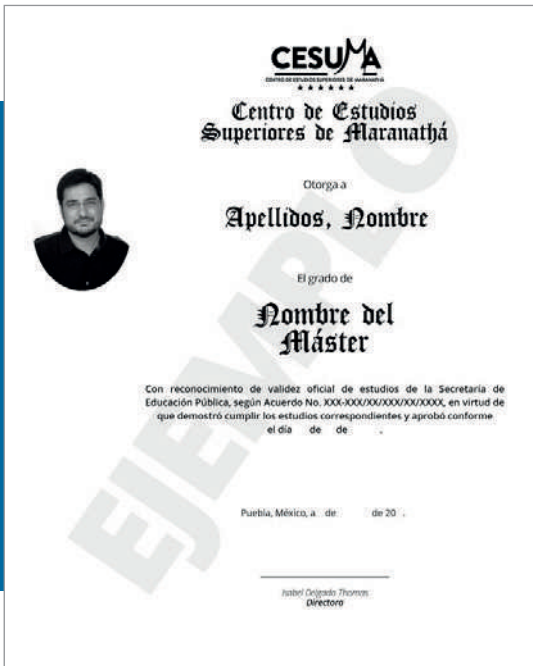 CESUMA
CENTRO DE ESTUDIOS SUPERIORES DE MARANATHÁ
Centro de Estudios
Superiores de Maranathá
Otorga a
Apellidos, Nombre
El grado de
Nombre del
Máster
Con reconocimiento de validez oficial de estudios de la Secretaría de
Educación Pública, según Acuerdo No. XXX-XXX/XX/XXX/XX/XXXX, en virtud de
que demostró cumplir los estudios correspondientes y aprobó conforme
el día de de .
Puebla, México, a de de 20 .
Isabel Delgado Thomas
Directora
EJEMPLO